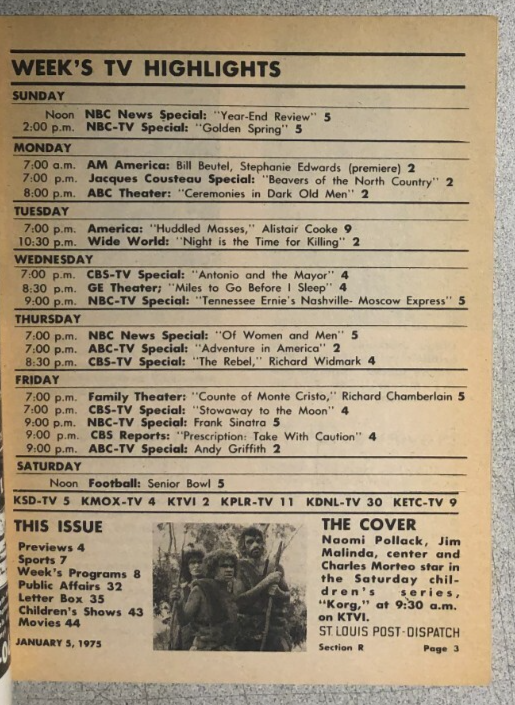 WEEK'S TV HIGHLIGHTS
SUNDAY
Noon NBC News Special: "Year-End Review" 5
2:00 p.m. NBC-TV Special: "Golden Spring" 5
MONDAY
7:00 a.m. AM America: Bill Beutel, Stephanie Edwards (premiere) 2
7:00 p.m. Jacques Cousteau Special: "Beavers of the North Country" 2
8:00 p.m. ABC Theater: "Ceremonies in Dark Old Men" 2
TUESDAY
7:00 p.m. America: "Huddled Masses," Alistair Cooke 9
10:30 p.m. Wide World: "Night is the Time for Killing" 2
WEDNESDAY
7:00 p.m. CBS-TV Special: "Antonio and the Mayor" 4
8:30 p.m. GE Theater; "Miles to Go Before I Sleep" 4
9:00 p.m. NBC-TV Special: "Tennessee Ernie's Nashville- Moscow Express" 5
THURSDAY
7:00 p.m. NBC News Special: "Of Women and Men" 5
7:00 p.m. ABC-TV Special: "Adventure in America" 2
8:30 p.m. CBS-TV Special: "The Rebel," Richard Widmark 4
FRIDAY
7:00 p.m. Family Theater: "Counte of Monte Cristo," Richard Chamberlain 5
7:00 p.m. CBS-TV Special: "Stowaway to the Moon" 4
9:00 p.m. NBC-TV Special: Frank Sinatra 5
9:00 p.m. CBS Reports: "Prescription: Take With Caution" 4
9:00 p.m. ABC-TV Special: Andy Griffith 2
SATURDAY
Noon Football: Senior Bowl 5
KSD-TV 5 KMOX-TV 4 KTVI 2 KPLR-TV 11 KDNL-TV 30 KETC-TV 9
THIS ISSUE
Previews 4
Sports 7
Week's Programs 8
Public Affairs 32
Letter Box 35
Children's Shows 43
Movies 44
JANUARY 5, 1975
THE COVER
Naomi Pollack, Jim
Malinda, center and
Charles Morteo star in
the Saturday chil-
dren's series,
"Korg," at 9:30 a.m.
on KTVI.
ST. LOUIS POST-DISPATCH
Section R Page 3